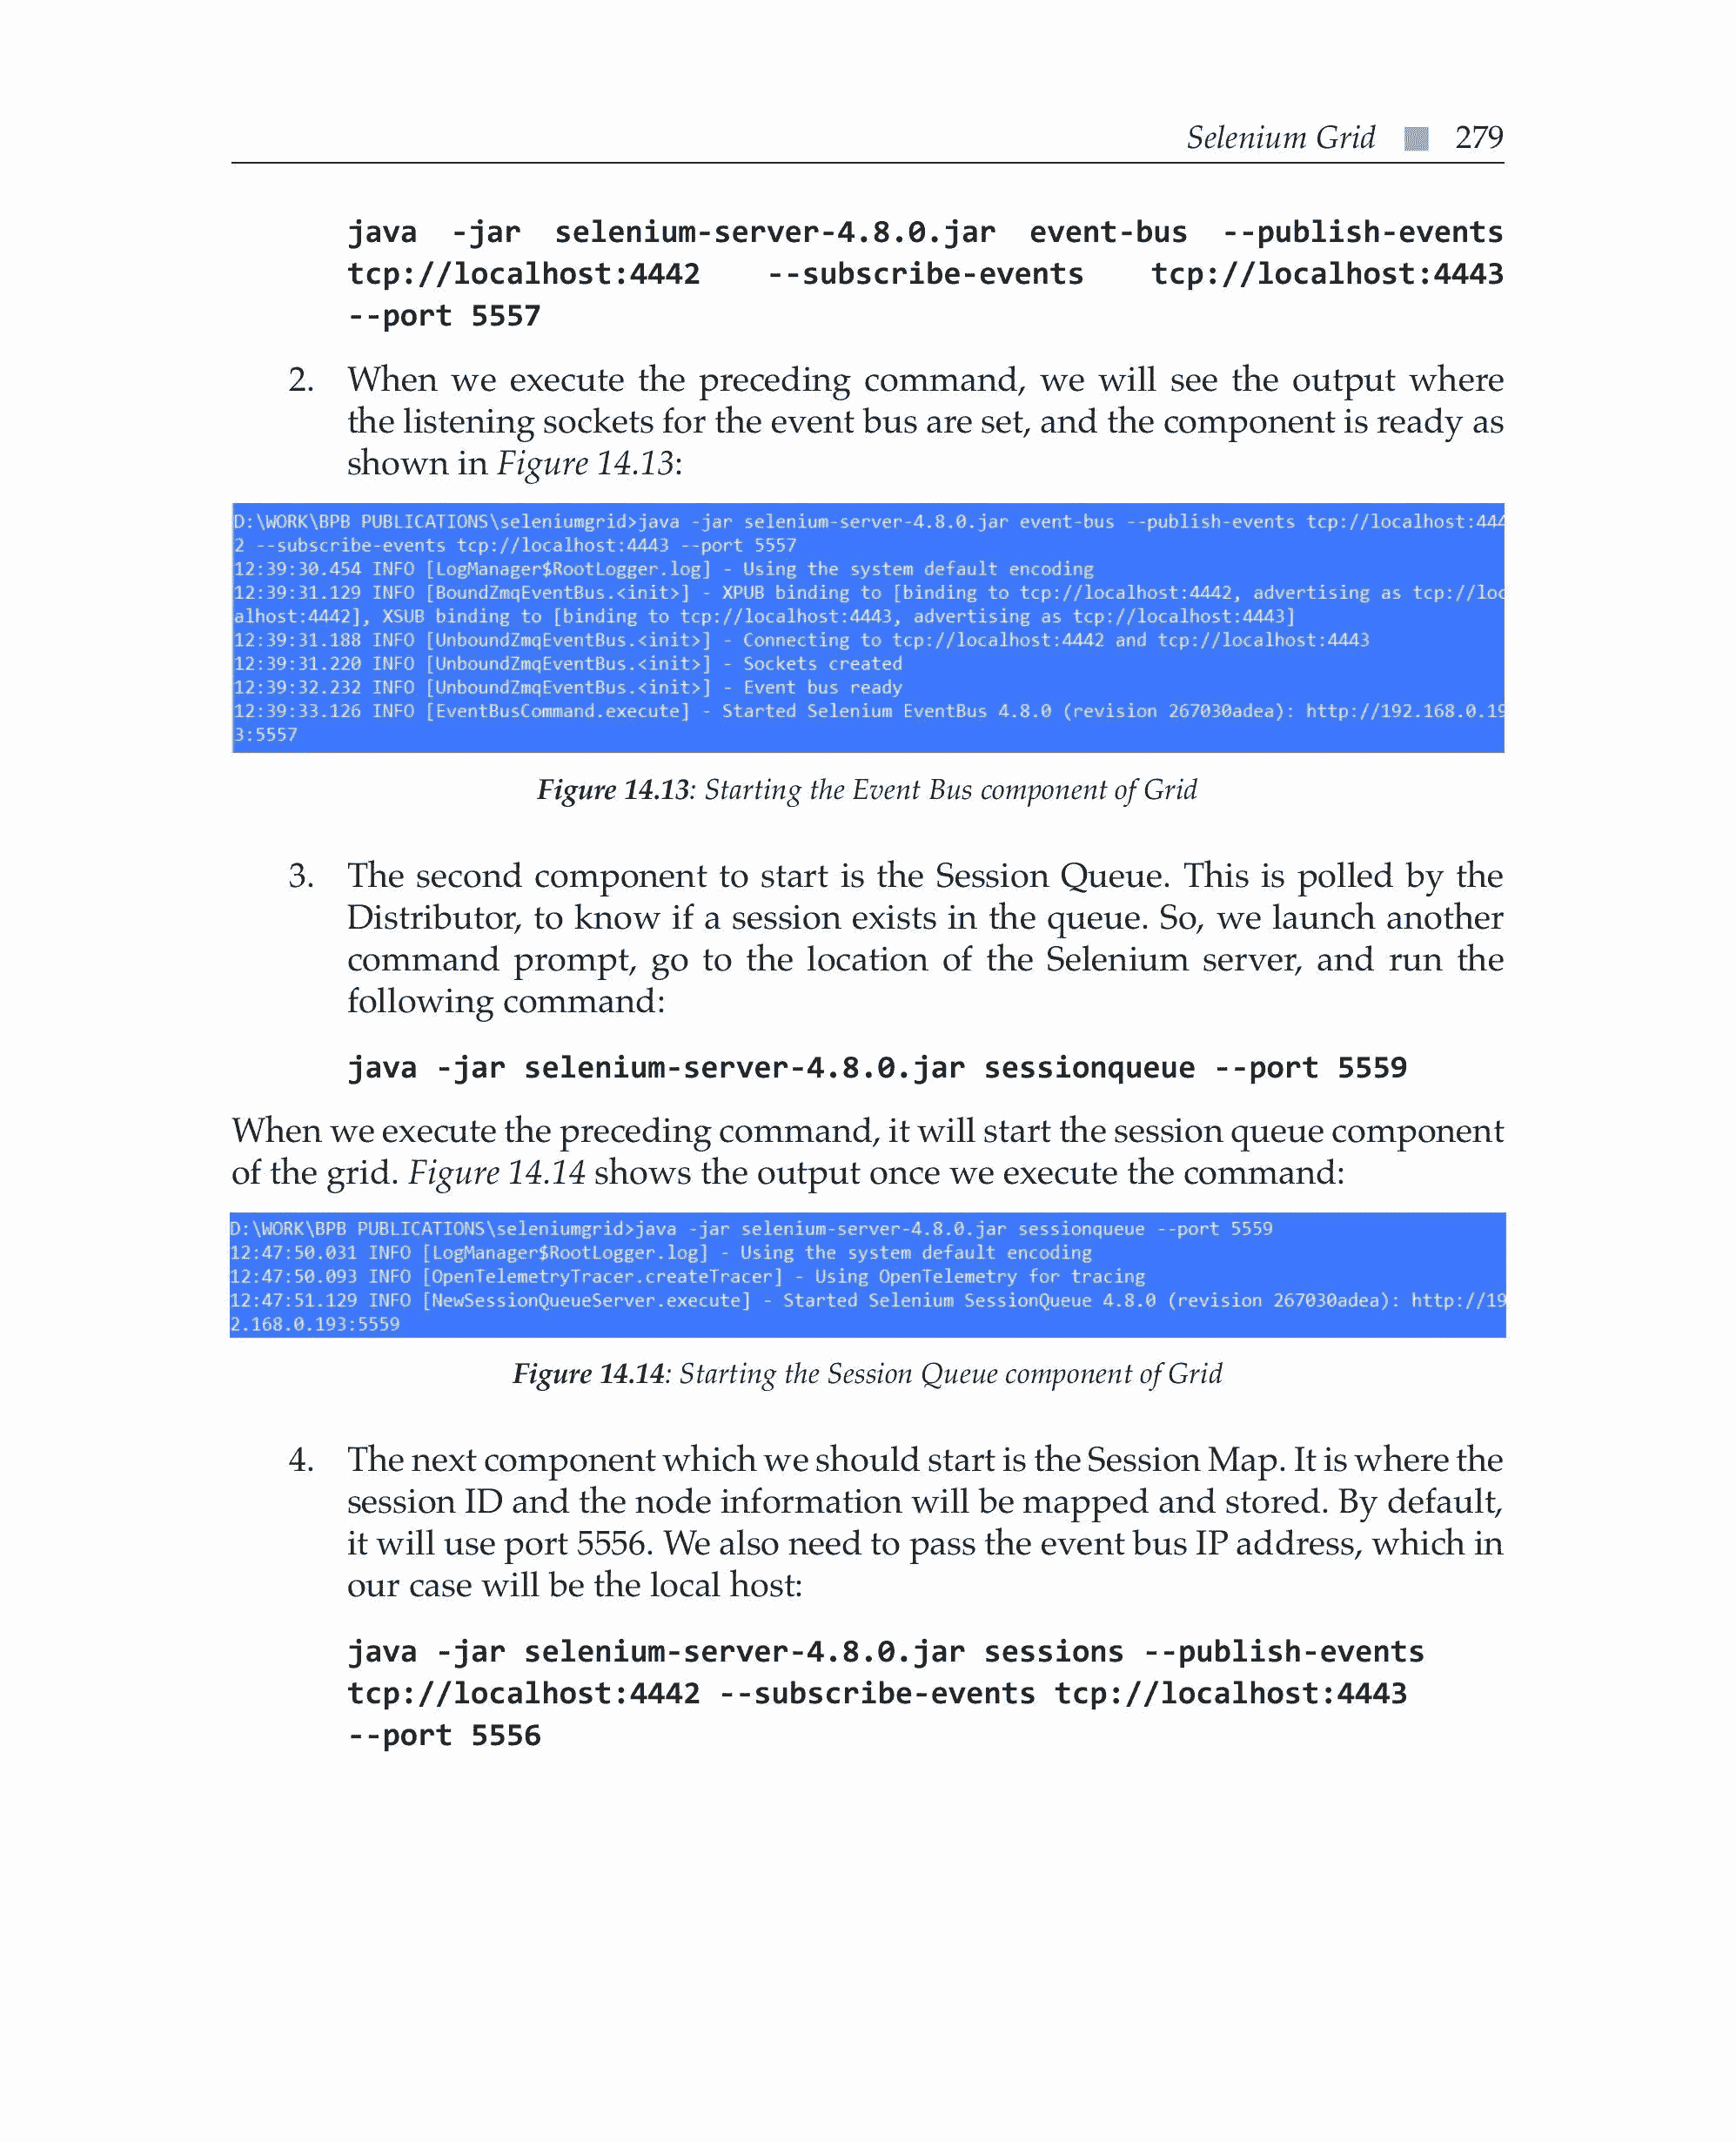 Selenium Grid 279
java -jar selenium-server-4.8.0.jar event-bus --publish-events
tcp://localhost:4442 --subscribe-events tcp://localhost:4443
--port 5557
2. When we execute the preceding command, we will see the output where
the listening sockets for the event bus are set, and the component is ready as
shown in Figure 14.13:
D:\WORK\BPB PUBLICATIONS\seleniumgrid>java -jar selenium-server-4.8.0.jar event-bus --publish-events tcp://localhost:444
2 --subscribe-events tcp://localhost:4443 --port 5557
12:39:30.454 INFO [LogManager$RootLogger.log] - Using the system default encoding
12:39:31.129 INFO [BoundZmqEventBus.<init>] - XPUB binding to [binding to tcp://localhost:4442, advertising as tcp://loc
alhost:4442], XSUB binding to [binding to tcp://localhost:4443, advertising as tcp://localhost:4443]
12:39:31.188 INFO [UnboundZmqEventBus.<init>] - Connecting to tcp://localhost:4442 and tcp://localhost:4443
12:39:31.220 INFO [UnboundZmqEventBus.<init>] - Sockets created
12:39:32.232 INFO [UnboundZmqEventBus.<init>] - Event bus ready
12:39:33.126 INFO [EventBusCommand.execute] - Started Selenium EventBus 4.8.0 (revision 267030adea): http://192.168.0.19
3:5557
Figure 14.13: Starting the Event Bus component of Grid
3. The second component to start is the Session Queue. This is polled by the
Distributor, to know if a session exists in the queue. So, we launch another
command prompt, go to the location of the Selenium server, and run the
following command:
java -jar selenium-server-4.8.0.jar sessionqueue --port 5559
When we execute the preceding command, it will start the session queue component
of the grid. Figure 14.14 shows the output once we execute the command:
D:\WORK\BPB PUBLICATIONS\seleniumgrid>java -jar selenium-server-4.8.0.jar sessionqueue --port 5559
12:47:50.031 INFO [LogManager$RootLogger.log] - Using the system default encoding
12:47:50.093 INFO [OpenTelemetryTracer.createTracer] - Using OpenTelemetry for tracing
12:47:51.129 INFO [NewSessionQueueServer.execute] - Started Selenium SessionQueue 4.8.0 (revision 267030adea): http://19
2.168.0.193:5559
Figure 14.14: Starting the Session Queue component of Grid
4. The next component which we should start is the Session Map. It is where the
session ID and the node information will be mapped and stored. By default,
it will use port 5556. We also need to pass the event bus IP address, which in
our case will be the local host:
java -jar selenium-server-4.8.0.jar sessions --publish-events
tcp://localhost:4442 --subscribe-events tcp://localhost:4443
--port 5556